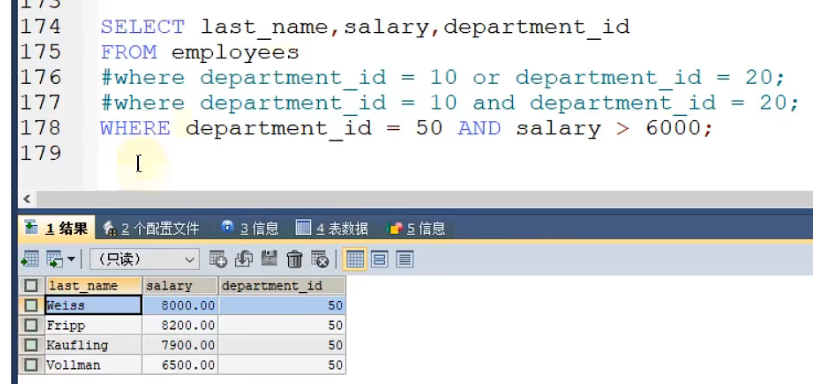 173
174 SELECT last_name,salary,department_id
175 FROM employees
176 #where department_id = 10 or department_id = 20;
177 #where department_id = 10 and department_id = 20;
178 WHERE department_id = 50 AND salary > 6000;
179
1 结果 2 个配置文件 3 信息 4 表数据 5 信息
(只读)
last_name salary department_id
Weiss 8000.00 50
Fripp 8200.00 50
Kaufling 7900.00 50
Vollman 6500.00 50